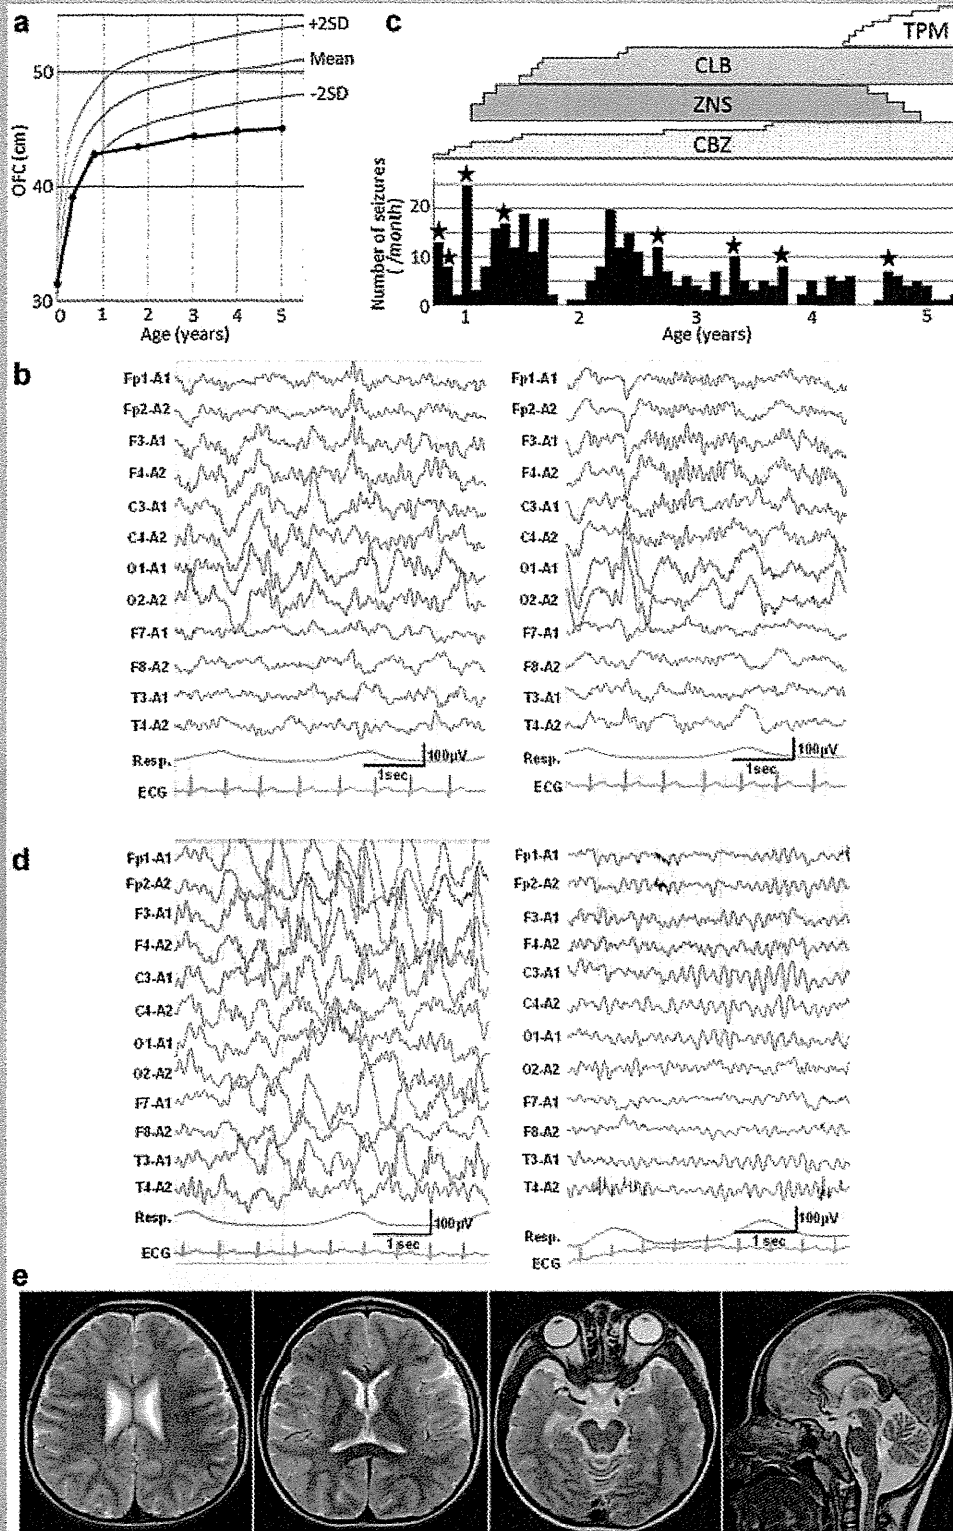 a
+2SD
Mean
-2SD
50
40
30
OFC (cm)
0 1 2 3 4 5
Age (years)
c
TPM
CLB
ZNS
CBZ
20
10
0
Number of seizures
( /month)
1 2 3 4 5
Age (years)
b
Fp1-A1
Fp2-A2
F3-A1
F4-A2
C3-A1
C4-A2
O1-A1
O2-A2
F7-A1
F8-A2
T3-A1
T4-A2
Resp.
ECG
100μV
1sec
Fp1-A1
Fp2-A2
F3-A1
F4-A2
C3-A1
C4-A2
O1-A1
O2-A2
F7-A1
F8-A2
T3-A1
T4-A2
Resp.
ECG
100μV
1sec
d
Fp1-A1
Fp2-A2
F3-A1
F4-A2
C3-A1
C4-A2
O1-A1
O2-A2
F7-A1
F8-A2
T3-A1
T4-A2
Resp.
ECG
100μV
1 sec
Fp1-A1
Fp2-A2
F3-A1
F4-A2
C3-A1
C4-A2
O1-A1
O2-A2
F7-A1
F8-A2
T3-A1
T4-A2
Resp.
ECG
100μV
1 sec
e